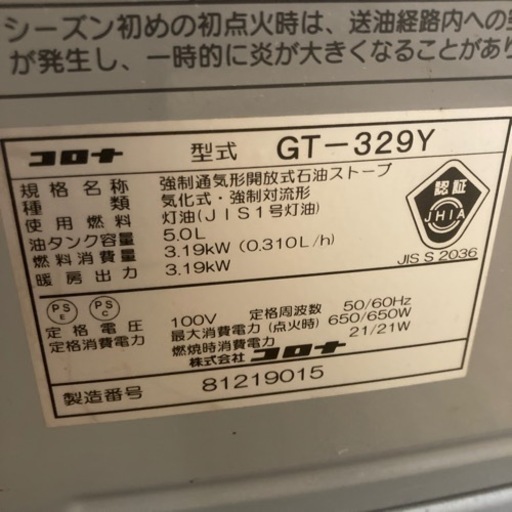 シーズン初めの初点火時は、送油経路内への空
が発生し、一時的に炎が大きくなることがあり
コロナ 型式 GT-329Y
規格名称 強制通気形開放式石油ストーブ
種類 気化式・強制対流形
使用燃料 灯油(JIS1号灯油)
油タンク容量 5.0L
燃料消費量 3.19kW (0.310L/h)
暖房出力 3.19kW
認証
JHIA
JIS S 2036
PS E PS C
定格電圧 100V 定格周波数 50/60Hz
定格消費電力 最大消費電力(点火時) 650/650W
燃焼時消費電力 21/21W
株式会社 コロナ
製造番号 81219015